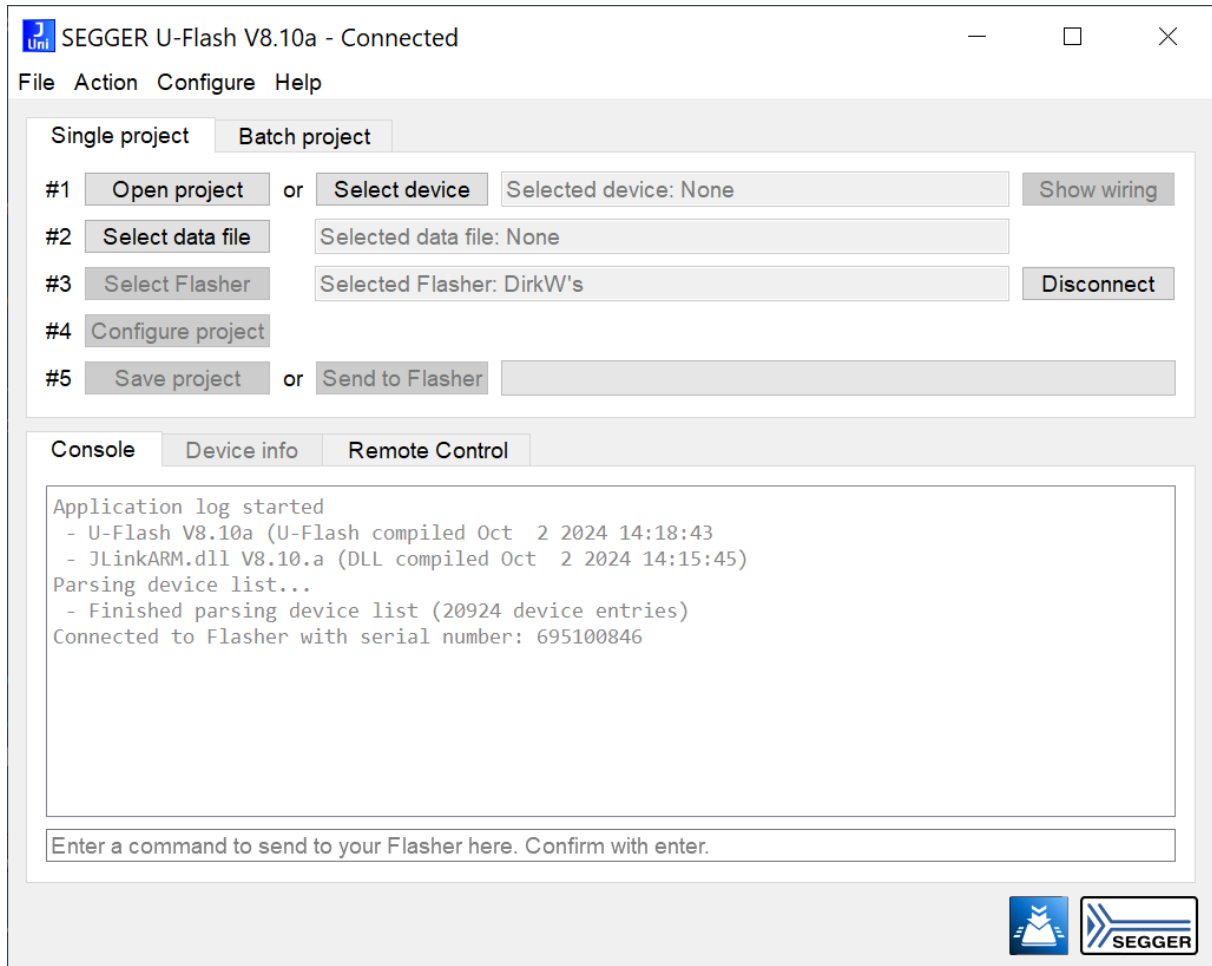 J
Uni
SEGGER U-Flash V8.10a - Connected
File Action Configure Help
Single project Batch project
#1 Open project or Select device Selected device: None Show wiring
#2 Select data file Selected data file: None
#3 Select Flasher Selected Flasher: DirkW's Disconnect
#4 Configure project
#5 Save project or Send to Flasher
Console Device info Remote Control
Application log started
- U-Flash V8.10a (U-Flash compiled Oct  2 2024 14:18:43
- JLinkARM.dll V8.10.a (DLL compiled Oct  2 2024 14:15:45)
Parsing device list...
- Finished parsing device list (20924 device entries)
Connected to Flasher with serial number: 695100846
Enter a command to send to your Flasher here. Confirm with enter.
SEGGER